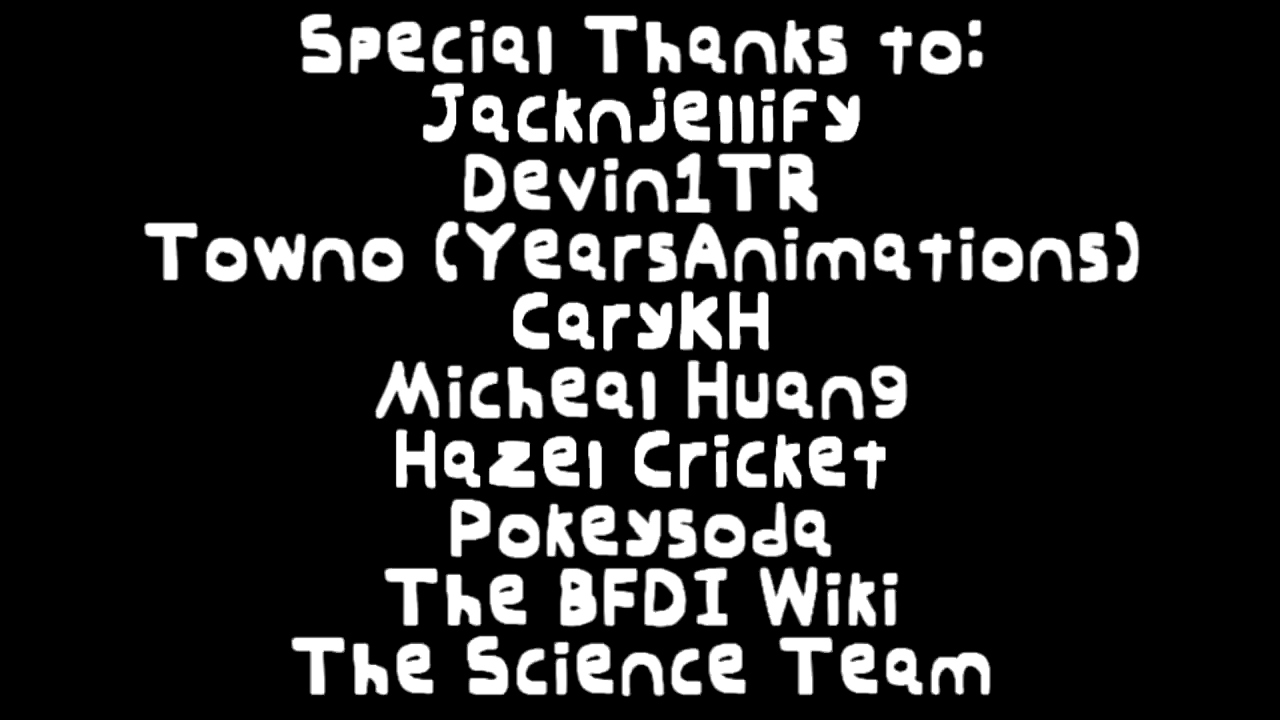 Special Thanks to:
Jacknjellify
Devin1TR
Towno (YearsAnimations)
CaryKH
Micheal Huang
Hazel Cricket
Pokeysoda
The BFDI Wiki
The Science Team